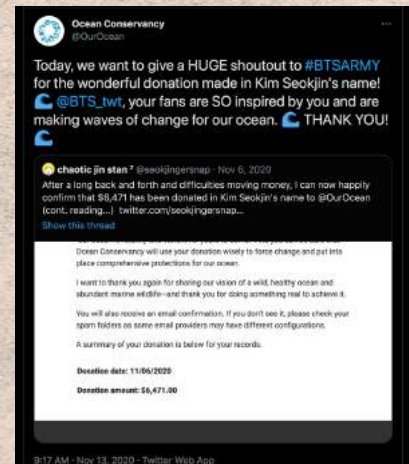 Ocean Conservancy
@OurOcean
Today, we want to give a HUGE shoutout to #BTSARMY
for the wonderful donation made in Kim Seokjin's name!
🌊 @BTS_twt, your fans are SO inspired by you and are
making waves of change for our ocean. 🌊 THANK YOU!
🌊
chaotic jin stan ² @seokjingersnap · Nov 6, 2020
After a long back and forth and difficulties moving money, I can now happily
confirm that $6,471 has been donated in Kim Seokjin's name to @OurOcean
(cont. reading...) twitter.com/seokjingersnap...
Show this thread
Ocean Conservancy will use your donation wisely to force change and put into
place comprehensive protections for our ocean.
I want to thank you again for sharing our vision of a wild, healthy ocean and
abundant marine wildlife—and thank you for doing something real to achieve it.
You will also receive an email confirmation. If you don't see it, please check your
spam folders as some email providers may have different configurations.
A summary of your donation is below for your records.
Donation date: 11/06/2020
Donation amount: $6,471.00
9:17 AM · Nov 13, 2020 · Twitter Web App